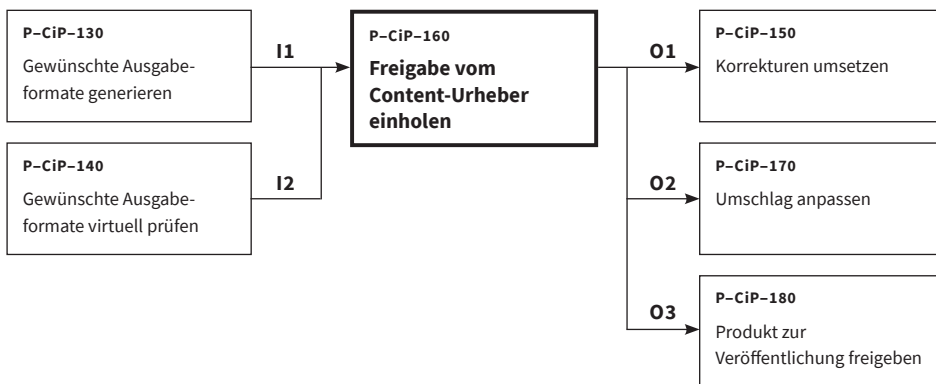 P–CiP–130
Gewünschte Ausgabe-
formate generieren
I1
P–CiP–140
Gewünschte Ausgabe-
formate virtuell prüfen
I2
P–CiP–160
Freigabe vom
Content-Urheber
einholen
O1
P–CiP–150
Korrekturen umsetzen
O2
P–CiP–170
Umschlag anpassen
O3
P–CiP–180
Produkt zur
Veröffentlichung freigeben